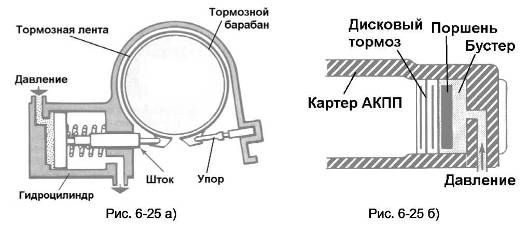 Тормозная лента
Тормозной
барабан
Давление
Гидроцилиндр
Шток
Упор
Рис. 6-25 а)
Дисковый
тормоз
Поршень
Бустер
Картер АКПП
Давление
Рис. 6-25 б)